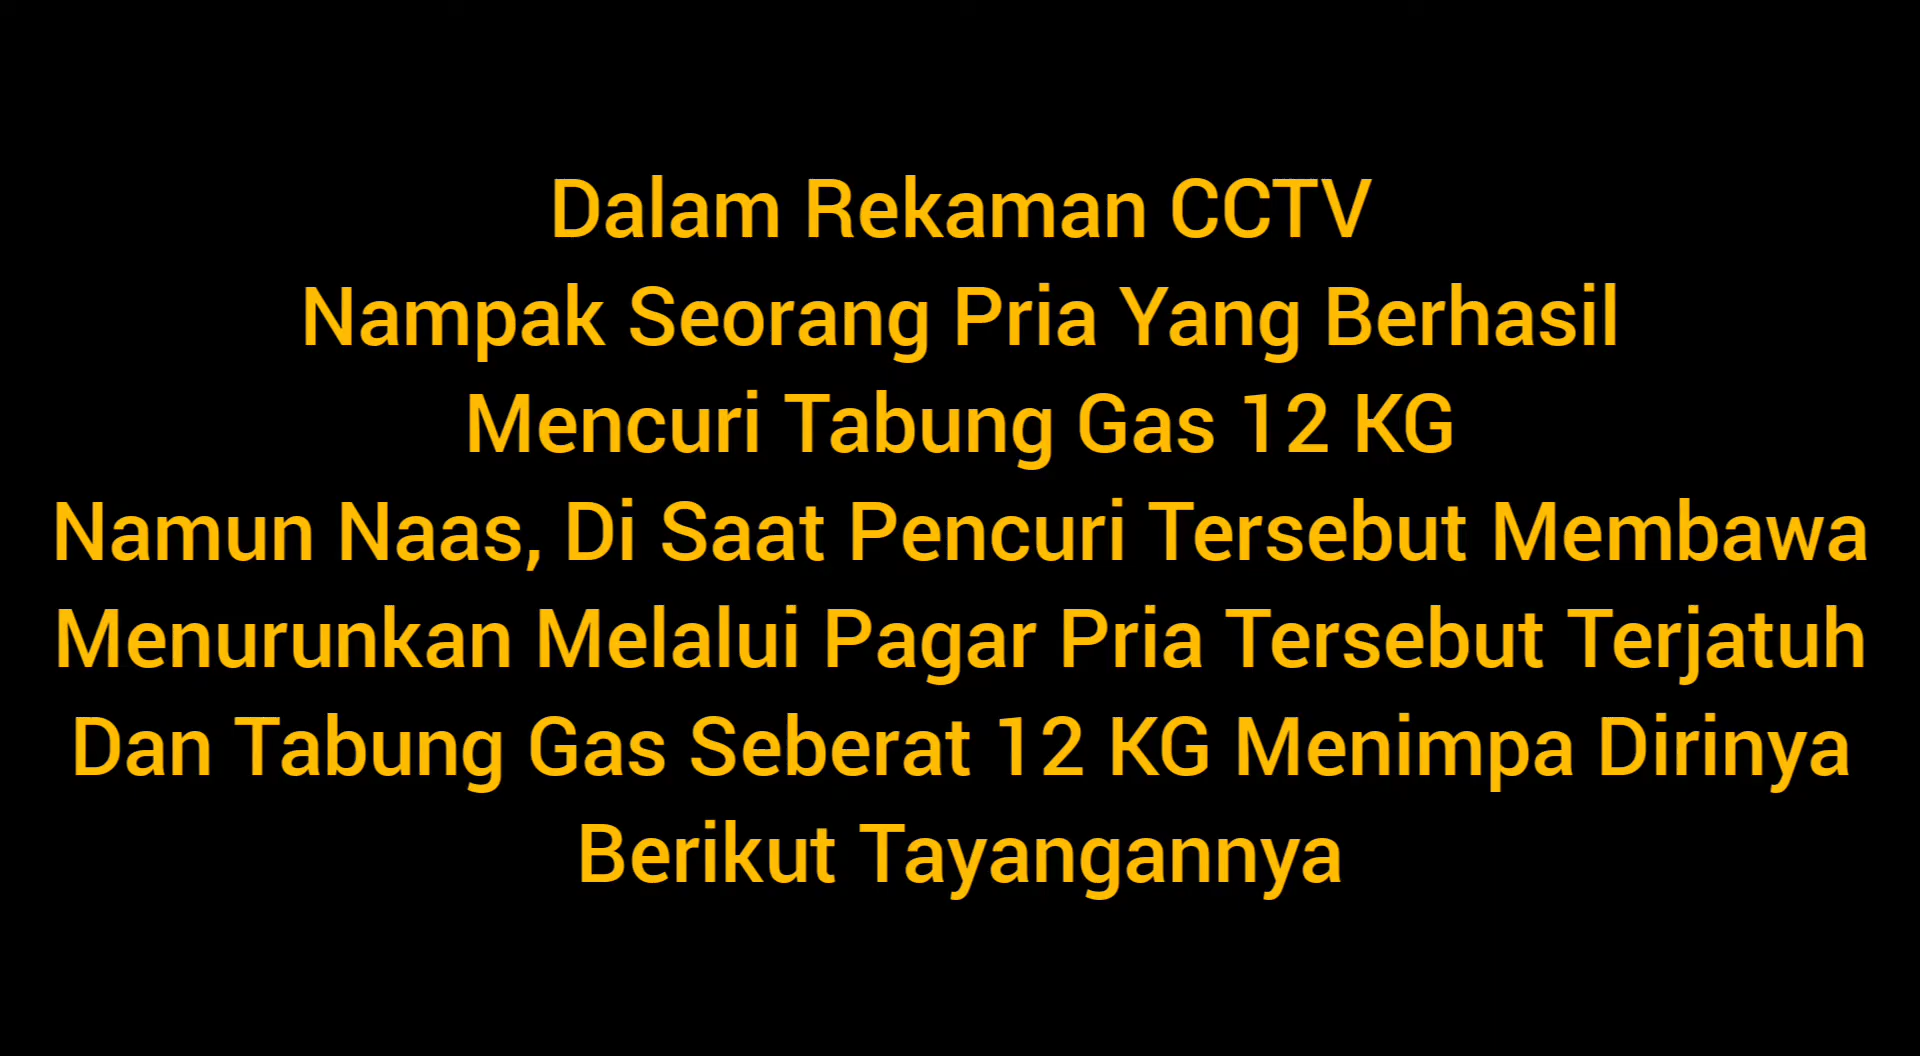 Dalam Rekaman CCTV
Nampak Seorang Pria Yang Berhasil
Mencuri Tabung Gas 12 KG
Namun Naas, Di Saat Pencuri Tersebut Membawa
Menurunkan Melalui Pagar Pria Tersebut Terjatuh
Dan Tabung Gas Seberat 12 KG Menimpa Dirinya
Berikut Tayangannya